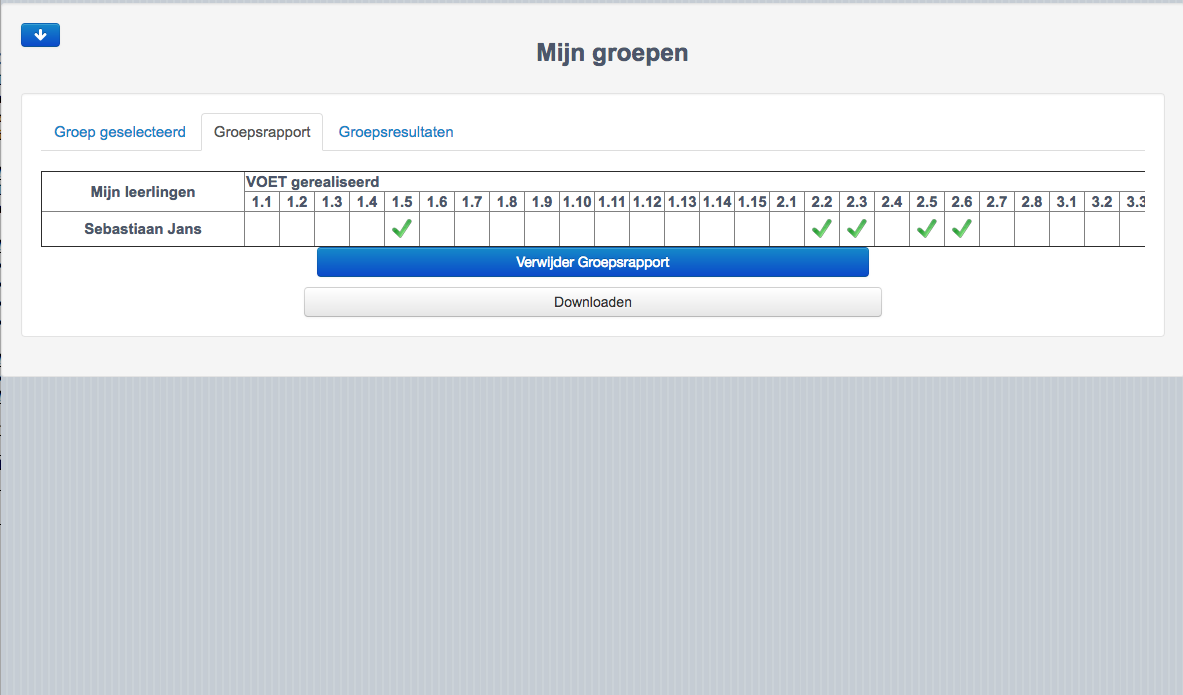 Mijn groepen
Groep geselecteerd Groepsrapport Groepsresultaten
Mijn leerlingen
VOET gerealiseerd
1.1 1.2 1.3 1.4 1.5 1.6 1.7 1.8 1.9 1.10 1.11 1.12 1.13 1.14 1.15 2.1 2.2 2.3 2.4 2.5 2.6 2.7 2.8 3.1 3.2 3.3
Sebastiaan Jans
Verwijder Groepsrapport
Downloaden